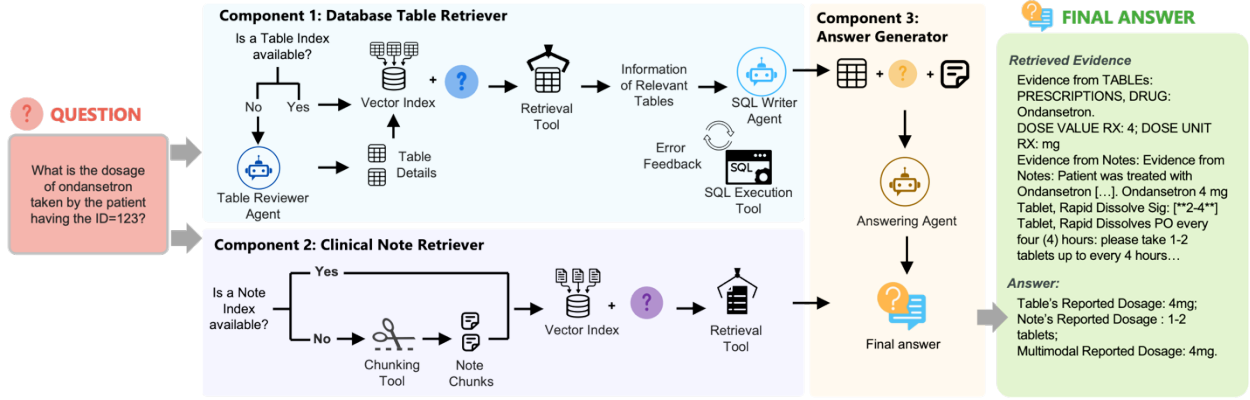 ? QUESTION
What is the dosage
of ondansetron
taken by the patient
having the ID=123?
Component 1: Database Table Retriever
Is a Table Index
available?
No
Yes
Table Reviewer
Agent
Vector Index
+
?
Table
Details
Retrieval
Tool
Information
of Relevant
Tables
SQL Writer
Agent
Error
Feedback
SQL
SQL Execution
Tool
Component 2: Clinical Note Retriever
Is a Note
Index
available?
Yes
No
Chunking
Tool
Note
Chunks
Vector Index
+
?
Retrieval
Tool
Component 3:
Answer Generator
+ ? +
Answering Agent
?
Final answer
? FINAL ANSWER
Retrieved Evidence
Evidence from TABLEs:
PRESCRIPTIONS, DRUG:
Ondansetron.
DOSE VALUE RX: 4; DOSE UNIT
RX: mg
Evidence from Notes: Evidence from
Notes: Patient was treated with
Ondansetron [...]. Ondansetron 4 mg
Tablet, Rapid Dissolve Sig: [**2-4**]
Tablet, Rapid Dissolves PO every
four (4) hours: please take 1-2
tablets up to every 4 hours...
Answer:
Table's Reported Dosage: 4mg;
Note's Reported Dosage : 1-2
tablets;
Multimodal Reported Dosage: 4mg.